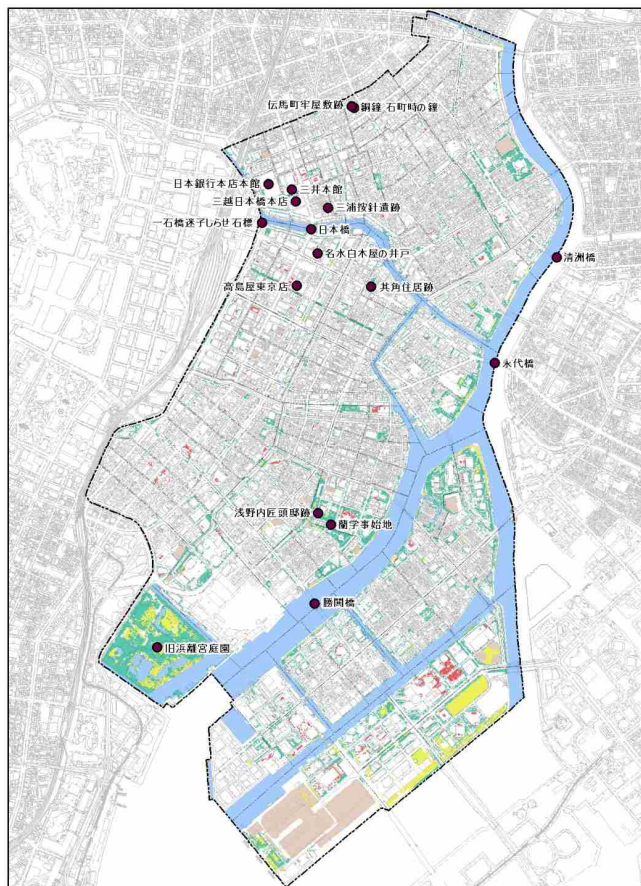 伝馬町牢屋敷跡
銅鐘 石町時の鐘
日本銀行本店本館
三井本館
三越日本橋本店
三浦按針遺跡
一石橋迷子しらせ石標
日本橋
名水白木屋の井戸
清洲橋
高島屋東京店
其角住居跡
永代橋
浅野内匠頭邸跡
蘭学事始地
勝鬨橋
旧浜離宮庭園